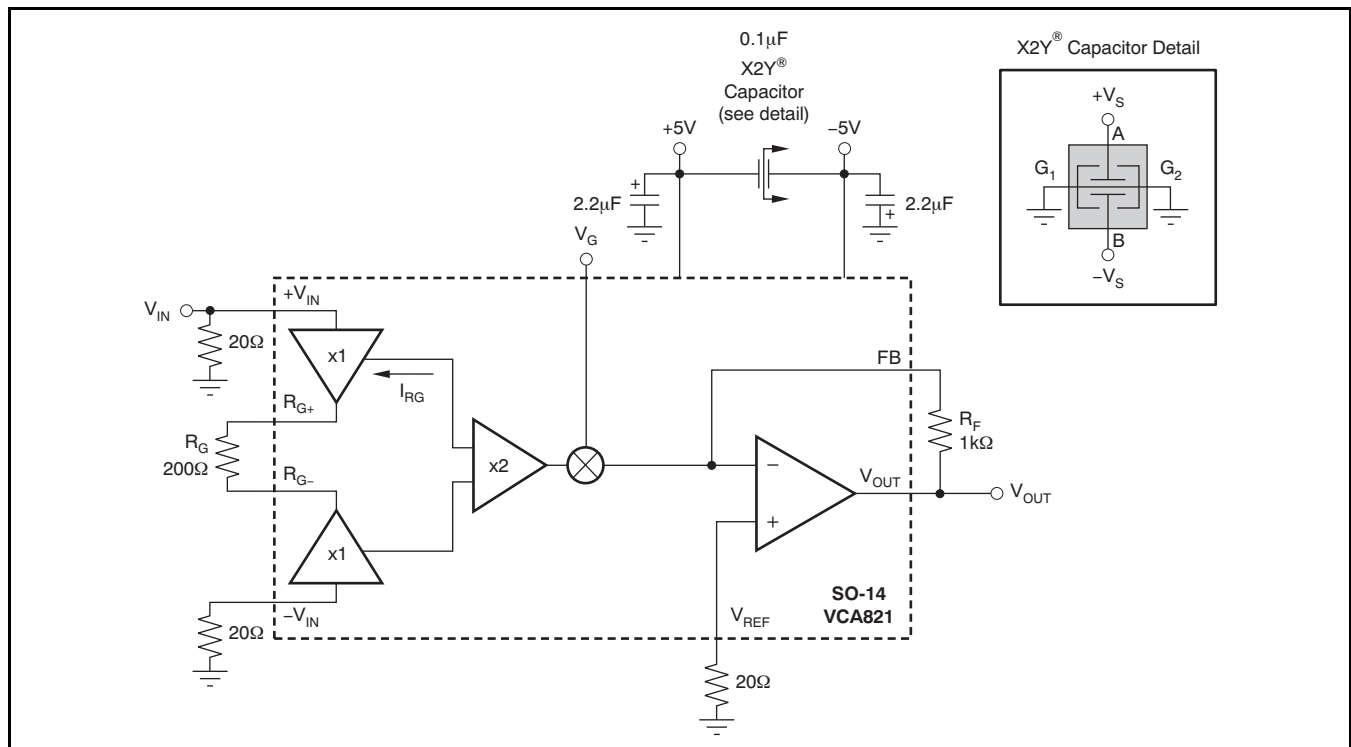 0.1μF
X2Y®
Capacitor
(see detail)
X2Y® Capacitor Detail
+VS
A
G1
G2
B
−VS
+5V
−5V
+
2.2μF
2.2μF
+
VG
+VIN
VIN
20Ω
x1
IRG
RG+
RG
200Ω
RG−
x1
−VIN
20Ω
x2
FB
RF
1kΩ
−
+
VOUT
VOUT
SO-14
VCA821
VREF
20Ω